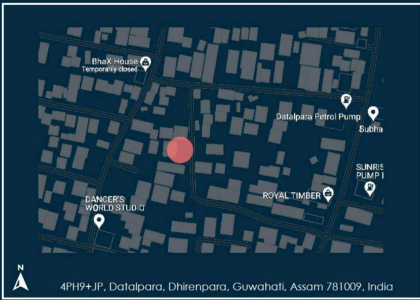 BhaX House
Temporarily closed
Datalpara Petrol Pump
Subha
SUNRIS
PUMP I
ROYAL TIMBER
DANCER'S
WORLD STUDIO
N
4PH9+JP, Datalpara, Dhirenpara, Guwahati, Assam 781009, India